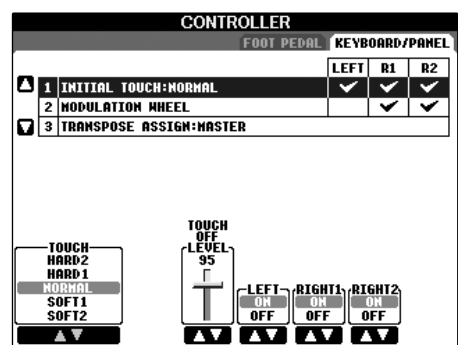 CONTROLLER
FOOT PEDAL KEYBOARD/PANEL
LEFT R1 R2
1 INITIAL TOUCH:NORMAL
2 MODULATION WHEEL
3 TRANSPOSE ASSIGN:MASTER
TOUCH
HARD2
HARD1
NORMAL
SOFT1
SOFT2
TOUCH
OFF
LEVEL
95
LEFT
ON
OFF
RIGHT1
ON
OFF
RIGHT2
ON
OFF